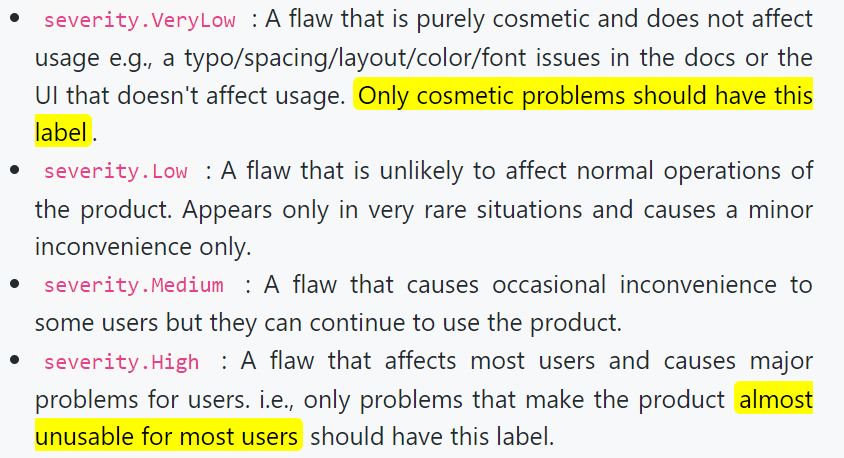 • severity.VeryLow : A flaw that is purely cosmetic and does not affect
usage e.g., a typo/spacing/layout/color/font issues in the docs or the
UI that doesn't affect usage. Only cosmetic problems should have this
label.
• severity.Low : A flaw that is unlikely to affect normal operations of
the product. Appears only in very rare situations and causes a minor
inconvenience only.
• severity.Medium : A flaw that causes occasional inconvenience to
some users but they can continue to use the product.
• severity.High : A flaw that affects most users and causes major
problems for users. i.e., only problems that make the product almost
unusable for most users should have this label.